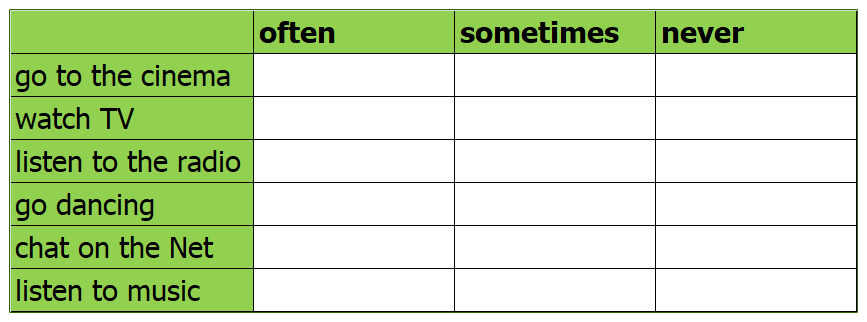 often sometimes never
go to the cinema
watch TV
listen to the radio
go dancing
chat on the Net
listen to music